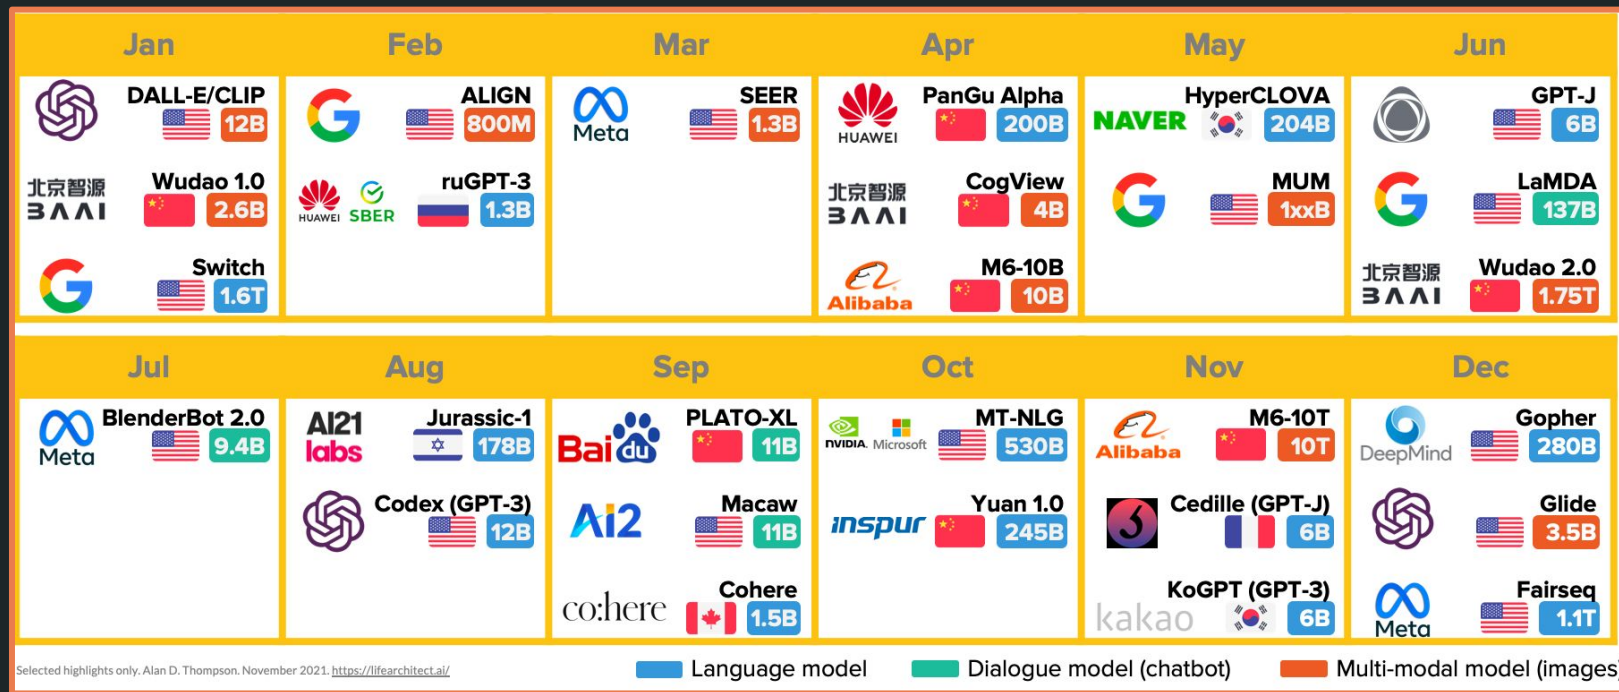 Jan
Feb
Mar
Apr
May
Jun
DALL-E/CLIP
12B
北京智源
BAAI
Wudao 1.0
2.6B
Switch
1.6T
ALIGN
800M
HUAWEI
SBER
ruGPT-3
1.3B
Meta
SEER
1.3B
HUAWEI
PanGu Alpha
200B
北京智源
BAAI
CogView
4B
Alibaba
M6-10B
10B
NAVER
HyperCLOVA
204B
MUM
1xxB
GPT-J
6B
LaMDA
137B
北京智源
BAAI
Wudao 2.0
1.75T
Jul
Aug
Sep
Oct
Nov
Dec
Meta
BlenderBot 2.0
9.4B
AI21
labs
Jurassic-1
178B
Codex (GPT-3)
12B
Bai du
PLATO-XL
11B
Ai2
Macaw
11B
co:here
Cohere
1.5B
NVIDIA. Microsoft
MT-NLG
530B
inspur
Yuan 1.0
245B
Alibaba
M6-10T
10T
Cedille (GPT-J)
6B
kakao
KoGPT (GPT-3)
6B
DeepMind
Gopher
280B
Glide
3.5B
Meta
Fairseq
1.1T
Selected highlights only. Alan D. Thompson. November 2021. https://lifearchitect.ai/
Language model
Dialogue model (chatbot)
Multi-modal model (images